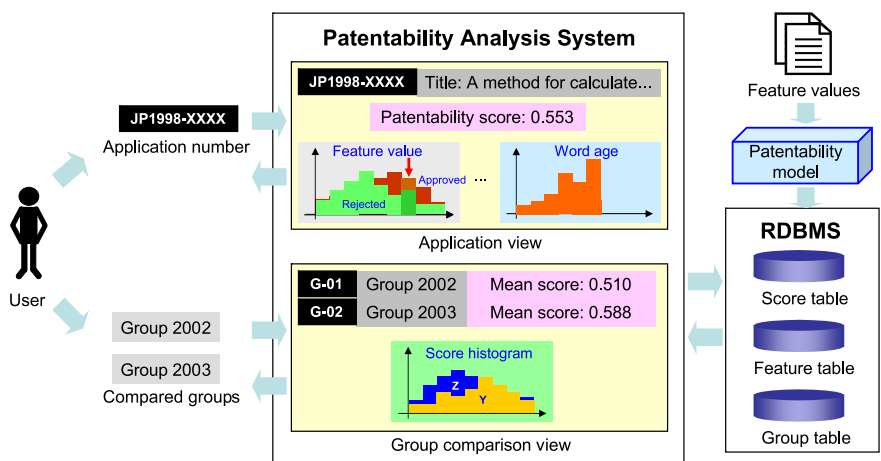 Patentability Analysis System
JP1998-XXXX
Title: A method for calculate...
Patentability score: 0.553
Feature value
Approved
Rejected
...
Word age
Application view
G-01
Group 2002
Mean score: 0.510
G-02
Group 2003
Mean score: 0.588
Score histogram
Z
Y
Group comparison view
JP1998-XXXX
Application number
User
Group 2002
Group 2003
Compared groups
Feature values
Patentability
model
RDBMS
Score table
Feature table
Group table